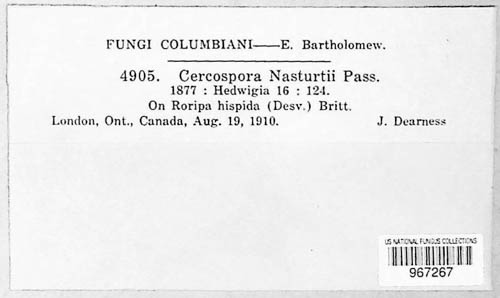 FUNGI COLUMBIANI——E. Bartholomew.
4905. Cercospora Nasturtii Pass.
1877 : Hedwigia 16 : 124.
On Roripa hispida (Desv.) Britt.
London, Ont., Canada, Aug. 19, 1910. J. Dearness
US NATIONAL FUNGUS COLLECTIONS
967267